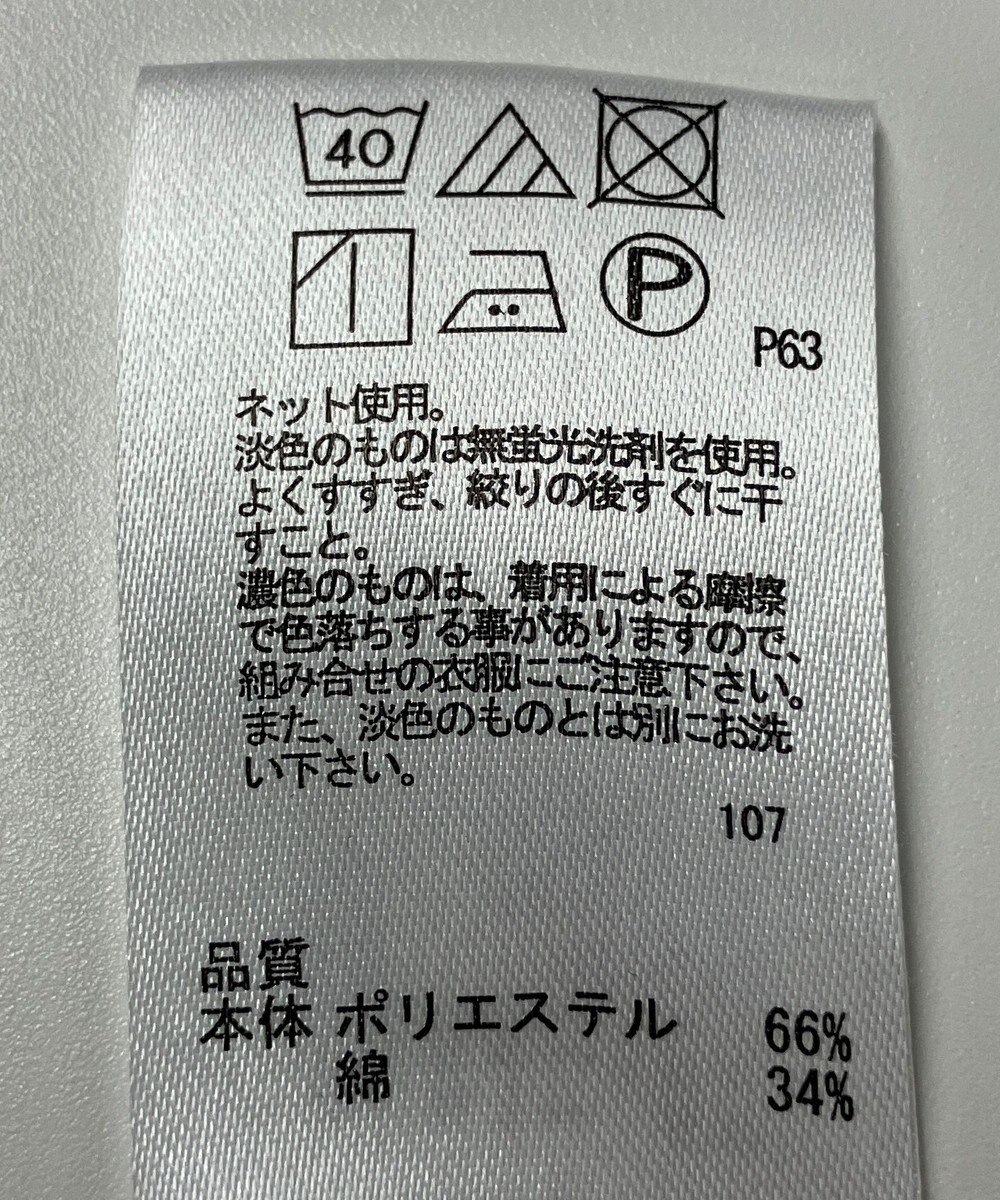 40
P
P63
ネット使用。
淡色のものは無蛍光洗剤を使用。
よくすすぎ、絞りの後すぐに干
すこと。
濃色のものは、着用による摩擦
で色落ちする事がありますので、
組み合せの衣服にご注意下さい。
また、淡色のものとは別にお洗
い下さい。
107
品質
本体 ポリエステル 66%
綿 34%